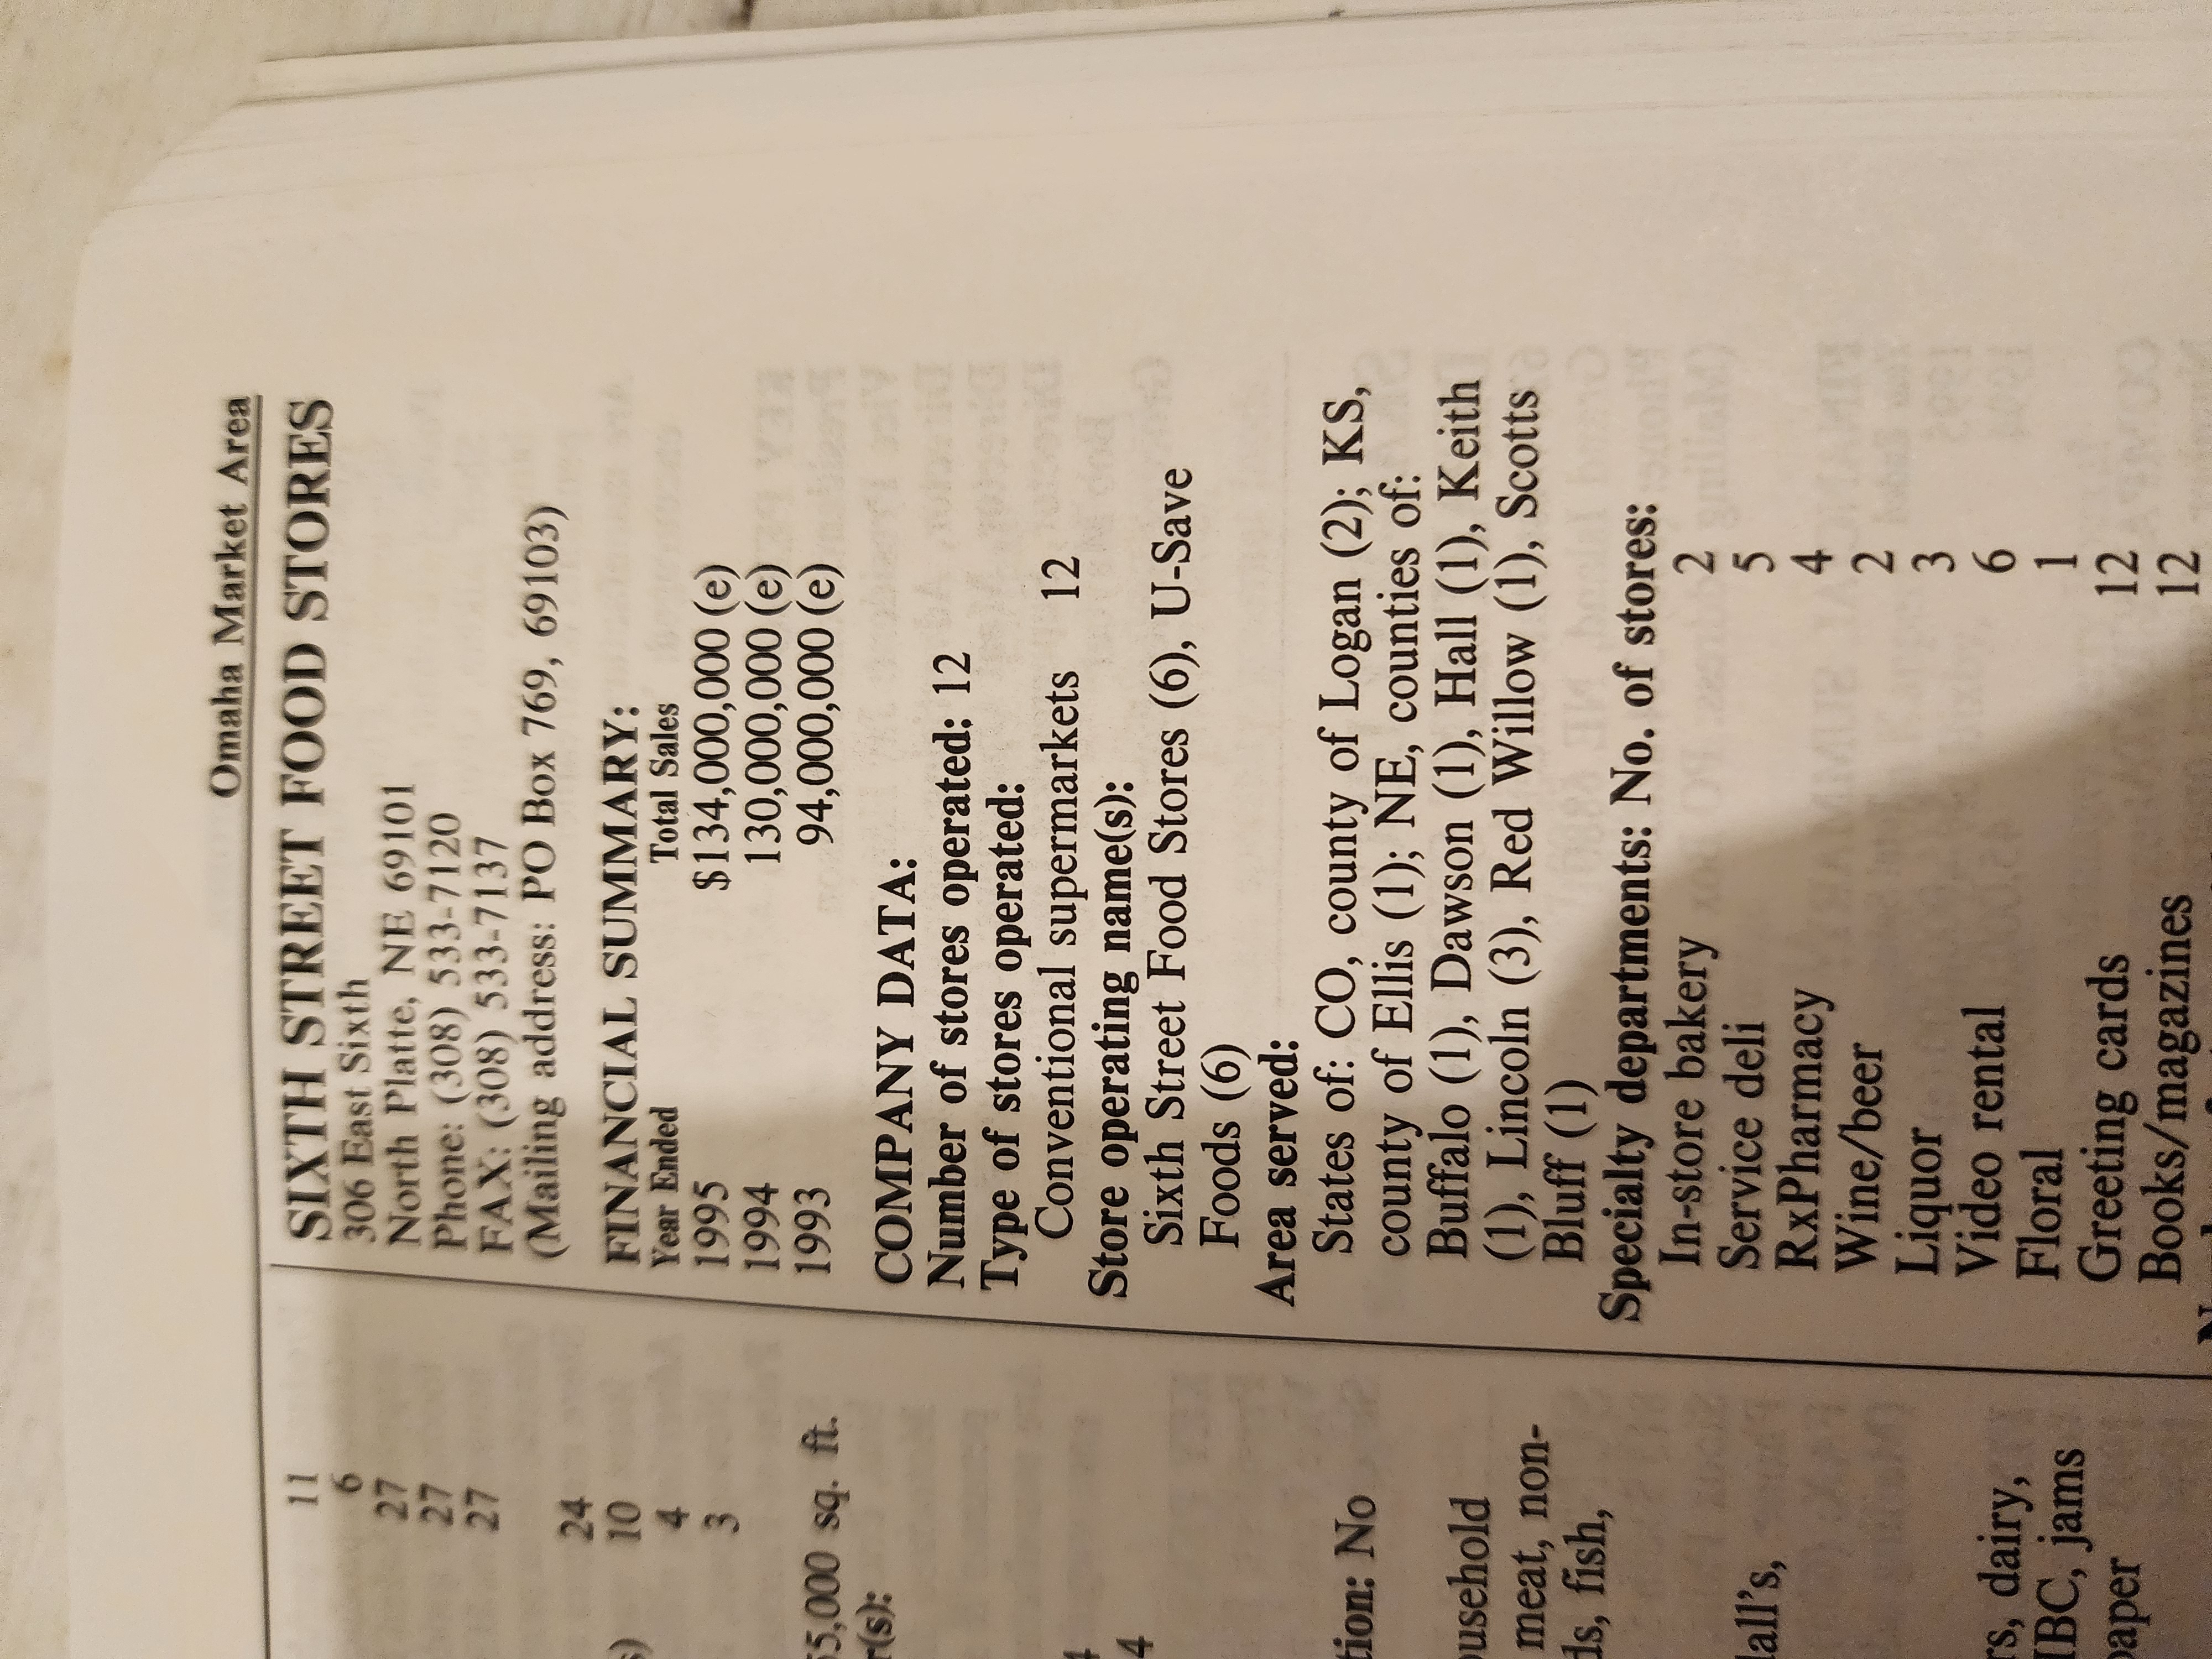 Omaha Market Area
11
6
27
27
27
24
10
4
3
55,000 sq. ft.
4
4
No
meat, non-
fish,
dairy,
jams
SIXTH STREET FOOD STORES
306 East Sixth
North Platte, NE 69101
Phone: (308) 533-7120
FAX: (308) 533-7137
(Mailing address: PO Box 769, 69103)
FINANCIAL SUMMARY:
Year Ended Total Sales
1995 $134,000,000 (e)
1994 130,000,000 (e)
1993 94,000,000 (e)
COMPANY DATA:
Number of stores operated: 12
Type of stores operated:
Conventional supermarkets 12
Store operating name(s):
Sixth Street Food Stores (6), U-Save
Foods (6)
Area served:
States of: CO, county of Logan (2); KS,
county of Ellis (1); NE, counties of:
Buffalo (1), Dawson (1), Hall (1), Keith
(1), Lincoln (3), Red Willow (1), Scotts
Bluff (1)
Specialty departments: No. of stores:
In-store bakery 2
Service deli 5
RxPharmacy 4
Wine/beer 2
Liquor 3
Video rental 6
Floral 1
Greeting cards 12
Books/magazines 12